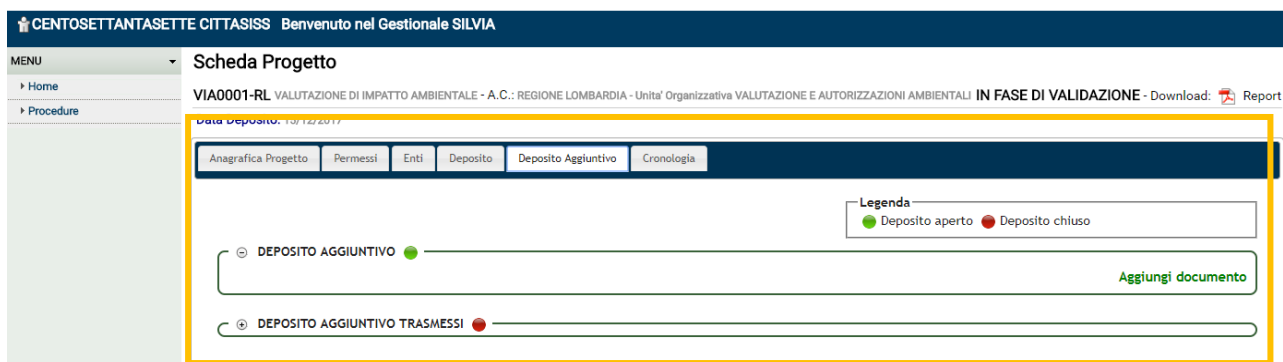 CENTOSETTANTASETTE CITTASISS Benvenuto nel Gestionale SILVIA
MENU
Home
Procedure
Scheda Progetto
VIA0001-RL VALUTAZIONE DI IMPATTO AMBIENTALE - A.C.: REGIONE LOMBARDIA - Unita' Organizzativa VALUTAZIONE E AUTORIZZAZIONI AMBIENTALI IN FASE DI VALIDAZIONE - Download: Report
Data Deposito: 13/12/2017
Anagrafica Progetto Permessi Enti Deposito Deposito Aggiuntivo Cronologia
Legenda
Deposito aperto Deposito chiuso
DEPOSITO AGGIUNTIVO
Aggiungi documento
DEPOSITO AGGIUNTIVO TRASMESSI